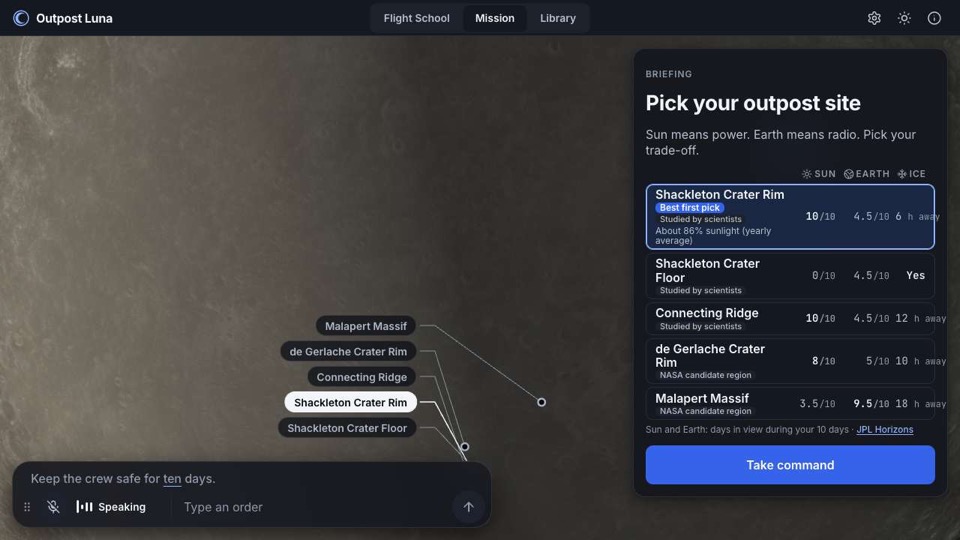 Outpost Luna
Flight School Mission Library
BRIEFING
Pick your outpost site
Sun means power. Earth means radio. Pick your
trade-off.
SUN EARTH ICE
Shackleton Crater Rim
Best first pick
Studied by scientists
About 86% sunlight (yearly
average)
10/10 4.5/10 6 h away
Shackleton Crater
Floor
Studied by scientists
0/10 4.5/10 Yes
Connecting Ridge
Studied by scientists
10/10 4.5/10 12 h away
de Gerlache Crater
Rim
NASA candidate region
8/10 5/10 10 h away
Malapert Massif
NASA candidate region
3.5/10 9.5/10 18 h away
Sun and Earth: days in view during your 10 days · JPL Horizons
Take command
Malapert Massif
de Gerlache Crater Rim
Connecting Ridge
Shackleton Crater Rim
Shackleton Crater Floor
Keep the crew safe for ten days.
Speaking Type an order